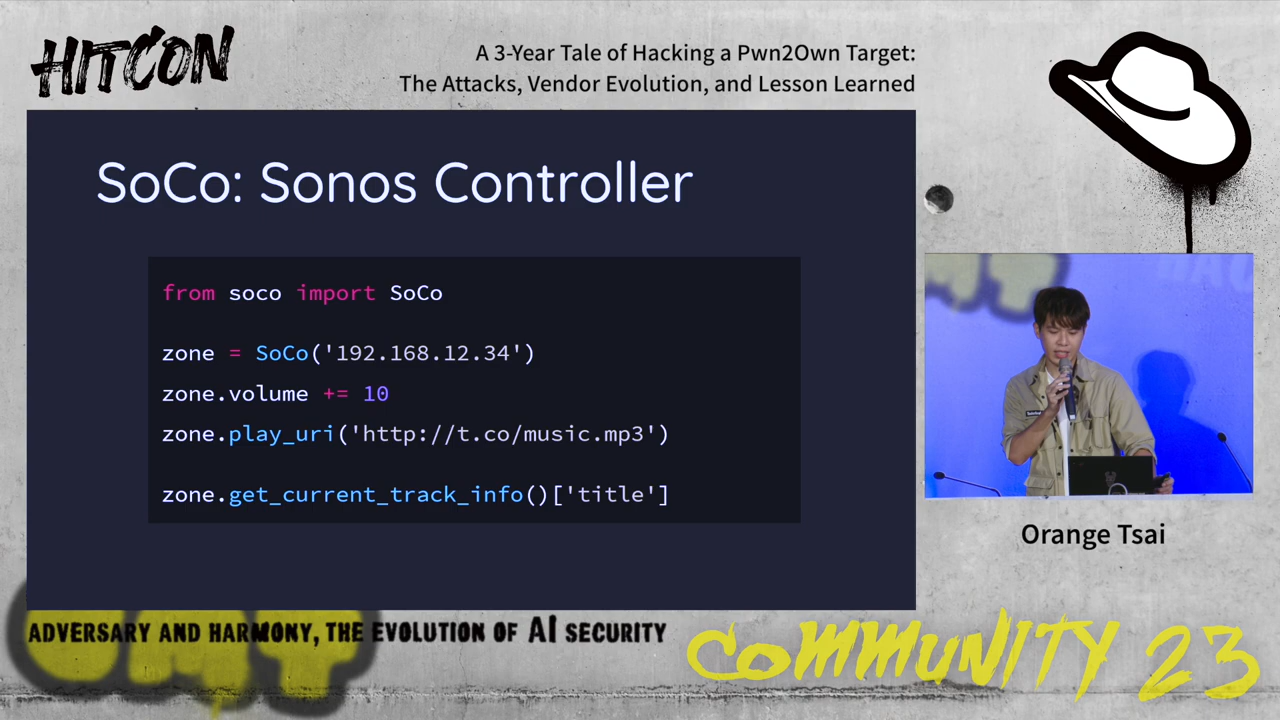 HITCON
A 3-Year Tale of Hacking a Pwn2Own Target:
The Attacks, Vendor Evolution, and Lesson Learned
SoCo: Sonos Controller
from soco import SoCo
zone = SoCo('192.168.12.34')
zone.volume += 10
zone.play_uri('http://t.co/music.mp3')
zone.get_current_track_info()['title']
Orange Tsai
ADVERSARY AND HARMONY, THE EVOLUTION OF AI SECURITY
COMMUNITY 23